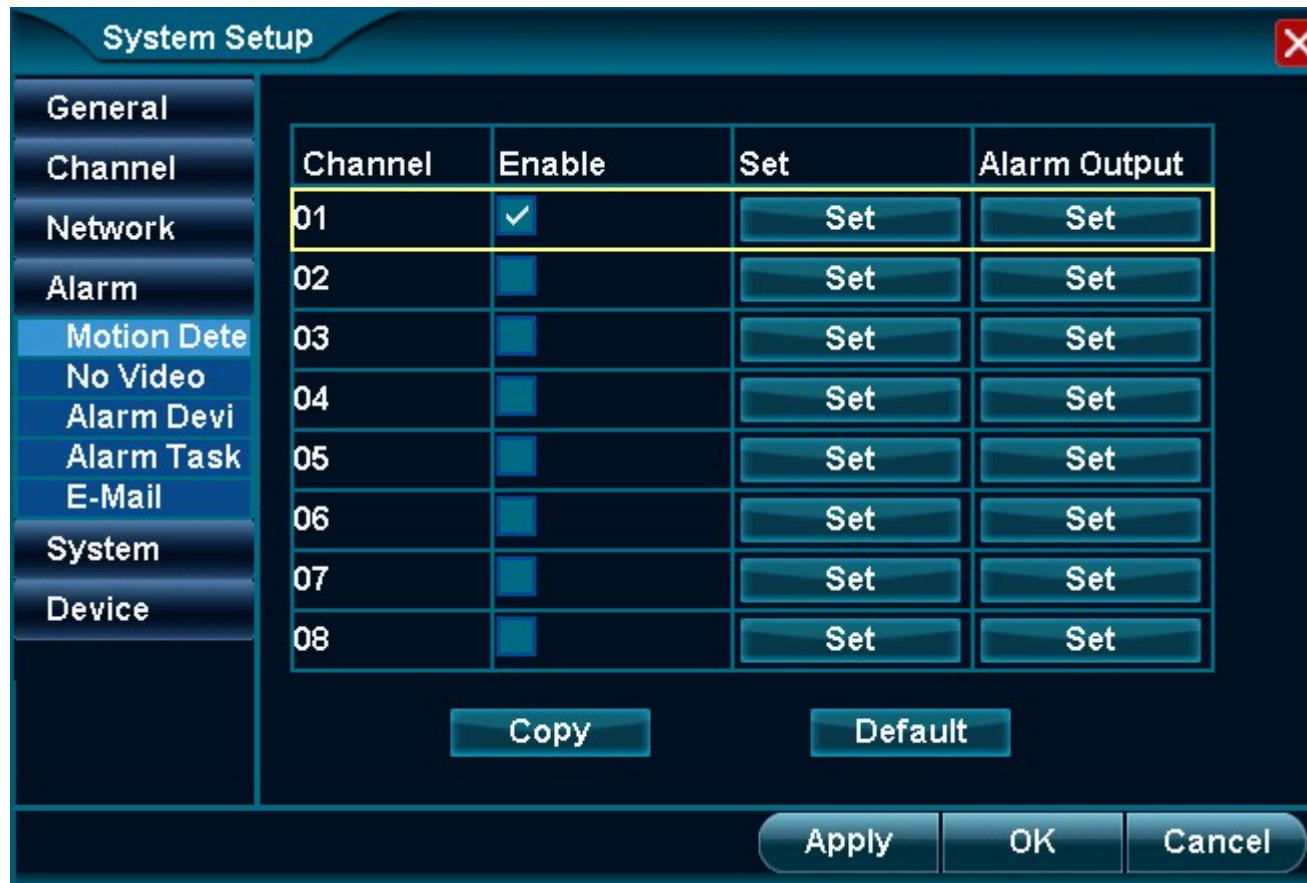 System Setup
General
Channel
Network
Alarm
Motion Dete
No Video
Alarm Devi
Alarm Task
E-Mail
System
Device
Channel Enable Set Alarm Output
01 Set Set
02 Set Set
03 Set Set
04 Set Set
05 Set Set
06 Set Set
07 Set Set
08 Set Set
Copy Default
Apply OK Cancel